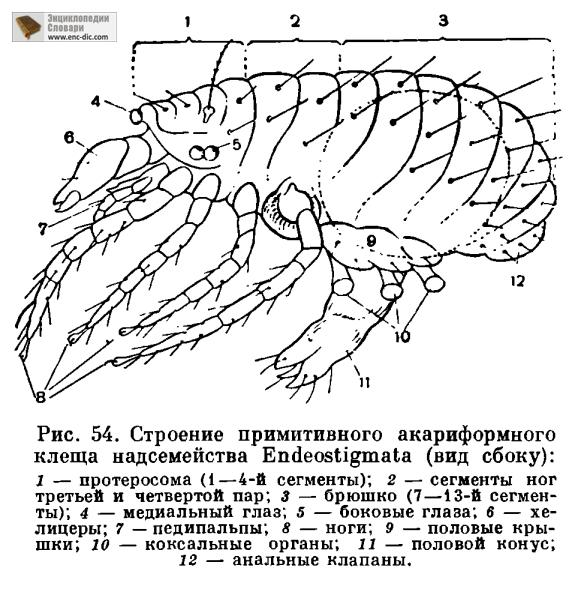 Энциклопедии
Словари
www.enc-dic.com
1 2 3
4
5
6
7
8
9
10
11
12
Рис. 54. Строение примитивного акариформного
клеща надсемейства Endeostigmata (вид сбоку):
1 — протеросома (1—4-й сегменты); 2 — сегменты ног
третьей и четвертой пар; 3 — брюшко (7—13-й сегмен-
ты); 4 — медиальный глаз; 5 — боковые глаза; 6 — хе-
лицеры; 7 — педипальпы; 8 — ноги; 9 — половые кры-
шки; 10 — коксальные органы; 11 — половой конус;
12 — анальные клапаны.